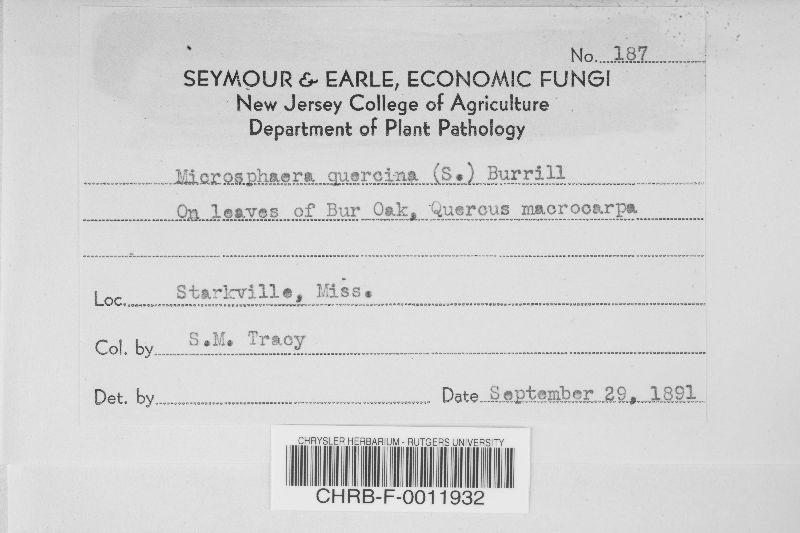 No. 187
SEYMOUR & EARLE, ECONOMIC FUNGI
New Jersey College of Agriculture
Department of Plant Pathology
Microsphaera quercina (S.) Burrill
On leaves of Bur Oak, Quercus macrocarpa
Loc. Starkville, Miss.
Col. by S.M. Tracy
Det. by Date September 29, 1891
CHRYSLER HERBARIUM - RUTGERS UNIVERSITY
CHRB-F-0011932